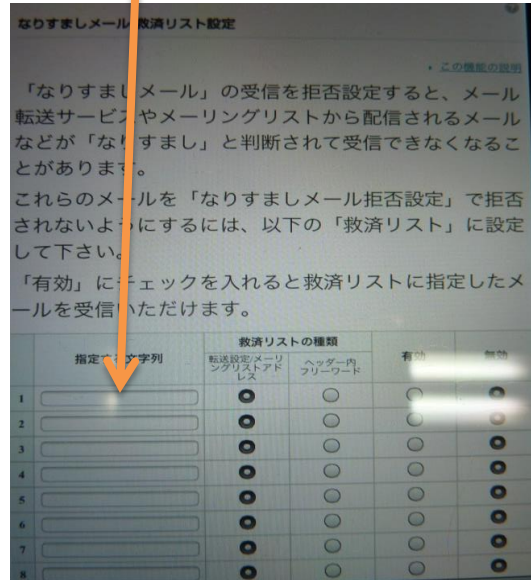 なりすましメール 救済リスト設定
・この機能の説明
「なりすましメール」の受信を拒否設定すると、メール
転送サービスやメーリングリストから配信されるメール
などが「なりすまし」と判断されて受信できなくなるこ
とがあります。
これらのメールを「なりすましメール拒否設定」で拒否
されないようにするには、以下の「救済リスト」に設定
して下さい。
「有効」にチェックを入れると救済リストに指定したメ
ールを受信いただけます。
指定する文字列
救済リストの種類
転送設定/メーリ
ングリストアド
レス
ヘッダー内
フリーワード
有効
無効
1
2
3
4
5
6
7
8